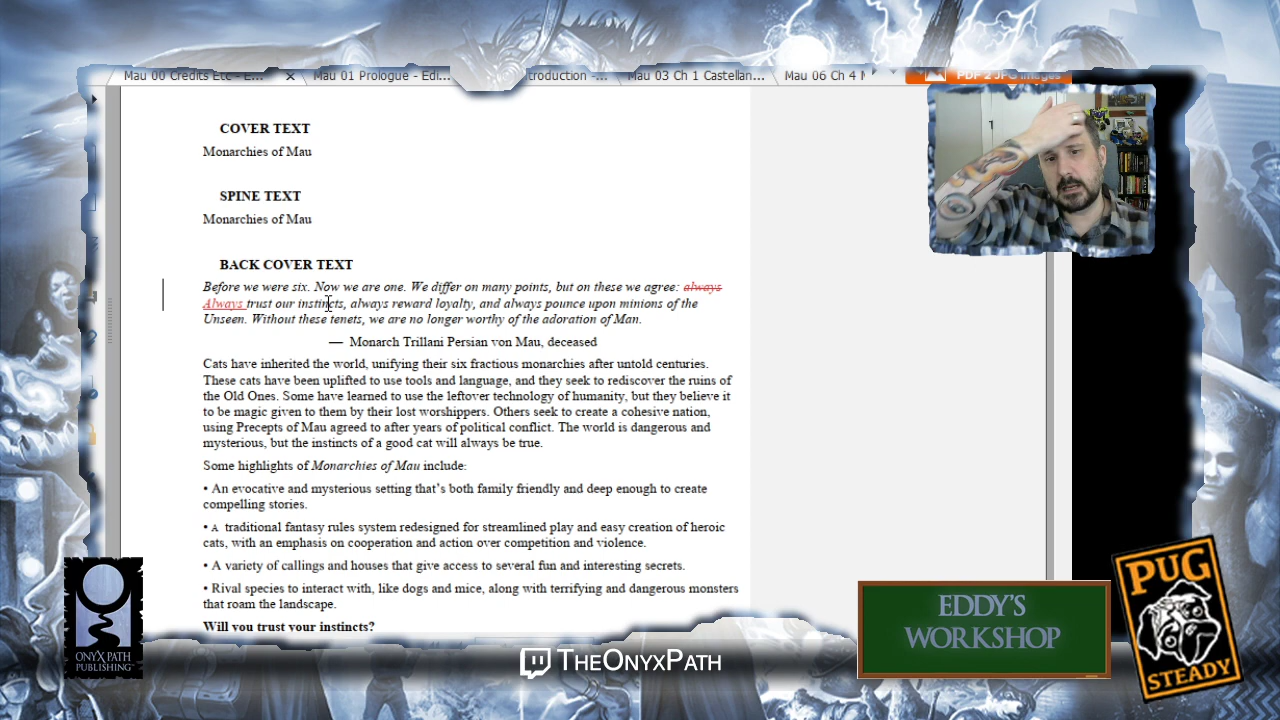 Mau 00 Credits Etc - E...
Mau 01 Prologue - Edi...
troduction -...
Mau 03 Ch 1 Castellan...
Mau 06 Ch 4
PDF 2 JPG Images
COVER TEXT
Monarchies of Mau
SPINE TEXT
Monarchies of Mau
BACK COVER TEXT
Before we were six. Now we are one. We differ on many points, but on these we agree: always
Always trust our instincts, always reward loyalty, and always pounce upon minions of the
Unseen. Without these tenets, we are no longer worthy of the adoration of Man.
— Monarch Trillani Persian von Mau, deceased
Cats have inherited the world, unifying their six fractious monarchies after untold centuries.
These cats have been uplifted to use tools and language, and they seek to rediscover the ruins of
the Old Ones. Some have learned to use the leftover technology of humanity, but they believe it
to be magic given to them by their lost worshippers. Others seek to create a cohesive nation,
using Precepts of Mau agreed to after years of political conflict. The world is dangerous and
mysterious, but the instincts of a good cat will always be true.
Some highlights of Monarchies of Mau include:
• An evocative and mysterious setting that’s both family friendly and deep enough to create
compelling stories.
• A traditional fantasy rules system redesigned for streamlined play and easy creation of heroic
cats, with an emphasis on cooperation and action over competition and violence.
• A variety of callings and houses that give access to several fun and interesting secrets.
• Rival species to interact with, like dogs and mice, along with terrifying and dangerous monsters
that roam the landscape.
Will you trust your instincts?
ONYX PATH
PUBLISHING™
THEONYXPATH
EDDY'S
WORKSHOP
PUG
STEADY